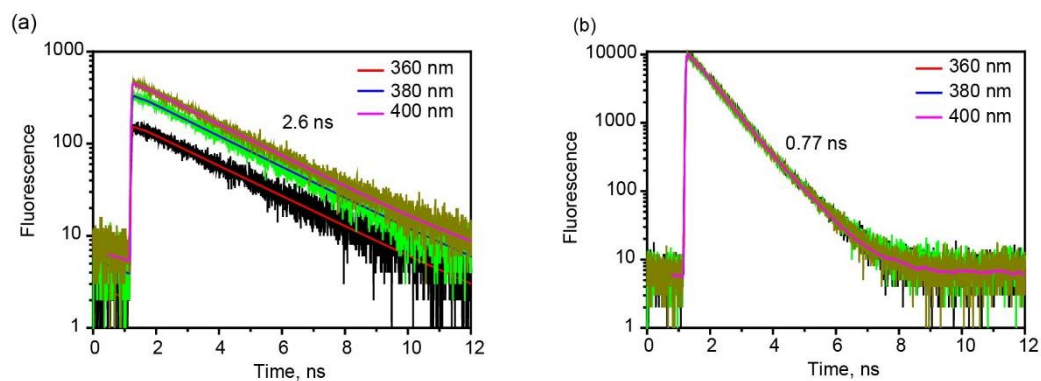 (a)
Fluorescence
1000
100
10
1
360 nm
380 nm
400 nm
2.6 ns
0 2 4 6 8 10 12
Time, ns
(b)
Fluorescence
10000
1000
100
10
1
360 nm
380 nm
400 nm
0.77 ns
0 2 4 6 8 10 12
Time, ns